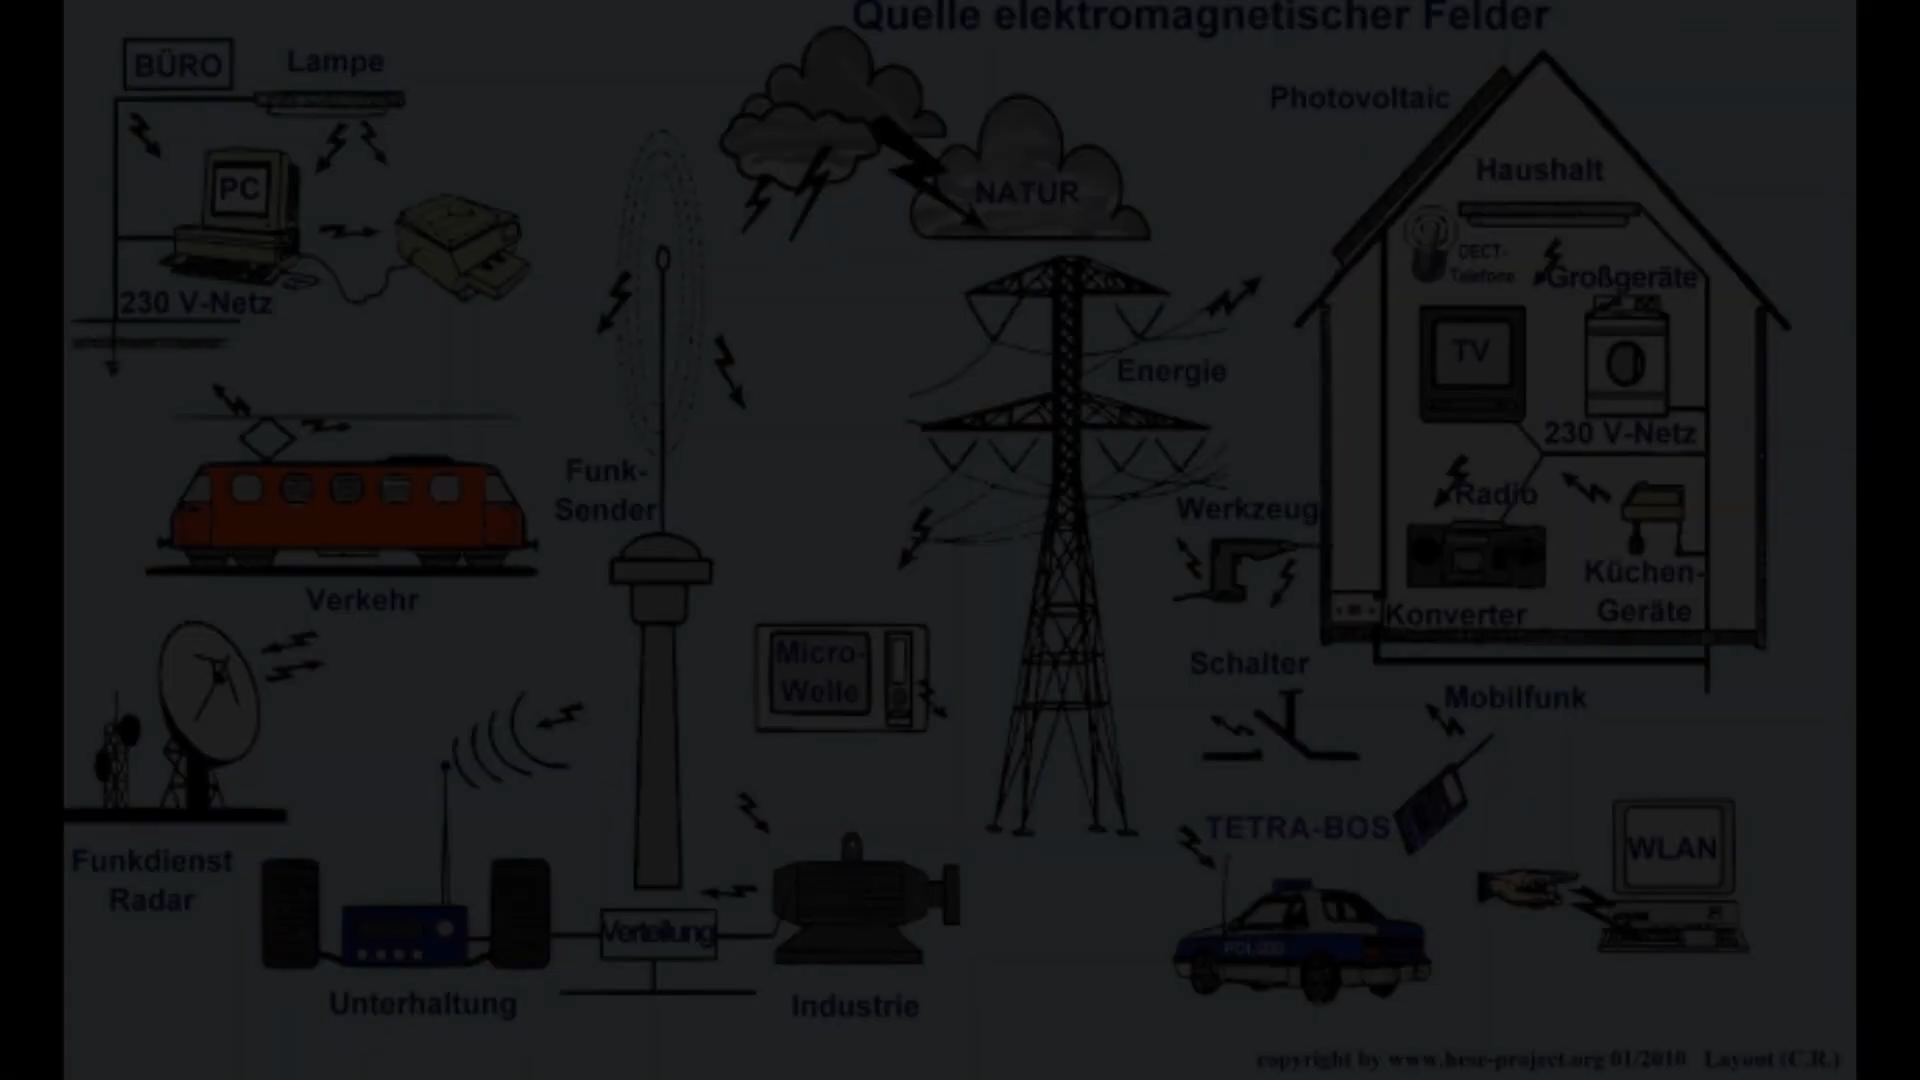 Quelle elektromagnetischer Felder
BÜRO
Lampe
PC
230 V-Netz
NATUR
Photovoltaic
Haushalt
DECT-
Telefone
Großgeräte
TV
230 V-Netz
Energie
Radio
Werkzeug
Küchen-
Geräte
Konverter
Funk-
Sender
Verkehr
Micro-
Welle
Schalter
Mobilfunk
TETRA-BOS
WLAN
Funkdienst
Radar
Verteilung
POLIZEI
Unterhaltung
Industrie
copyright by www.hese-project.org 01/2010 Layout (C.R.)